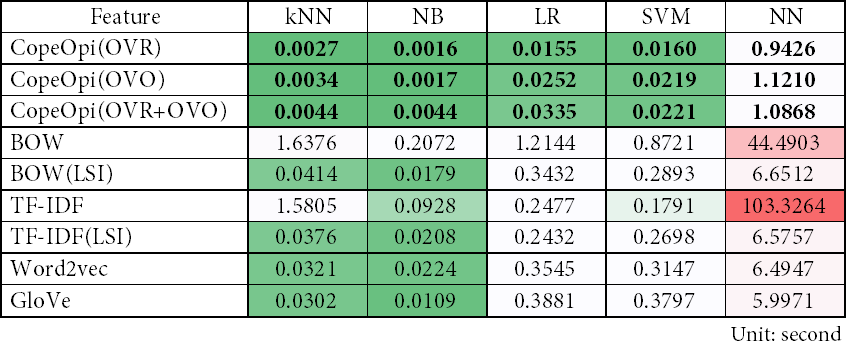 Feature kNN NB LR SVM NN
CopeOpi(OVR) 0.0027 0.0016 0.0155 0.0160 0.9426
CopeOpi(OVO) 0.0034 0.0017 0.0252 0.0219 1.1210
CopeOpi(OVR+OVO) 0.0044 0.0044 0.0335 0.0221 1.0868
BOW 1.6376 0.2072 1.2144 0.8721 44.4903
BOW(LSI) 0.0414 0.0179 0.3432 0.2893 6.6512
TF-IDF 1.5805 0.0928 0.2477 0.1791 103.3264
TF-IDF(LSI) 0.0376 0.0208 0.2432 0.2698 6.5757
Word2vec 0.0321 0.0224 0.3545 0.3147 6.4947
GloVe 0.0302 0.0109 0.3881 0.3797 5.9971
Unit: second